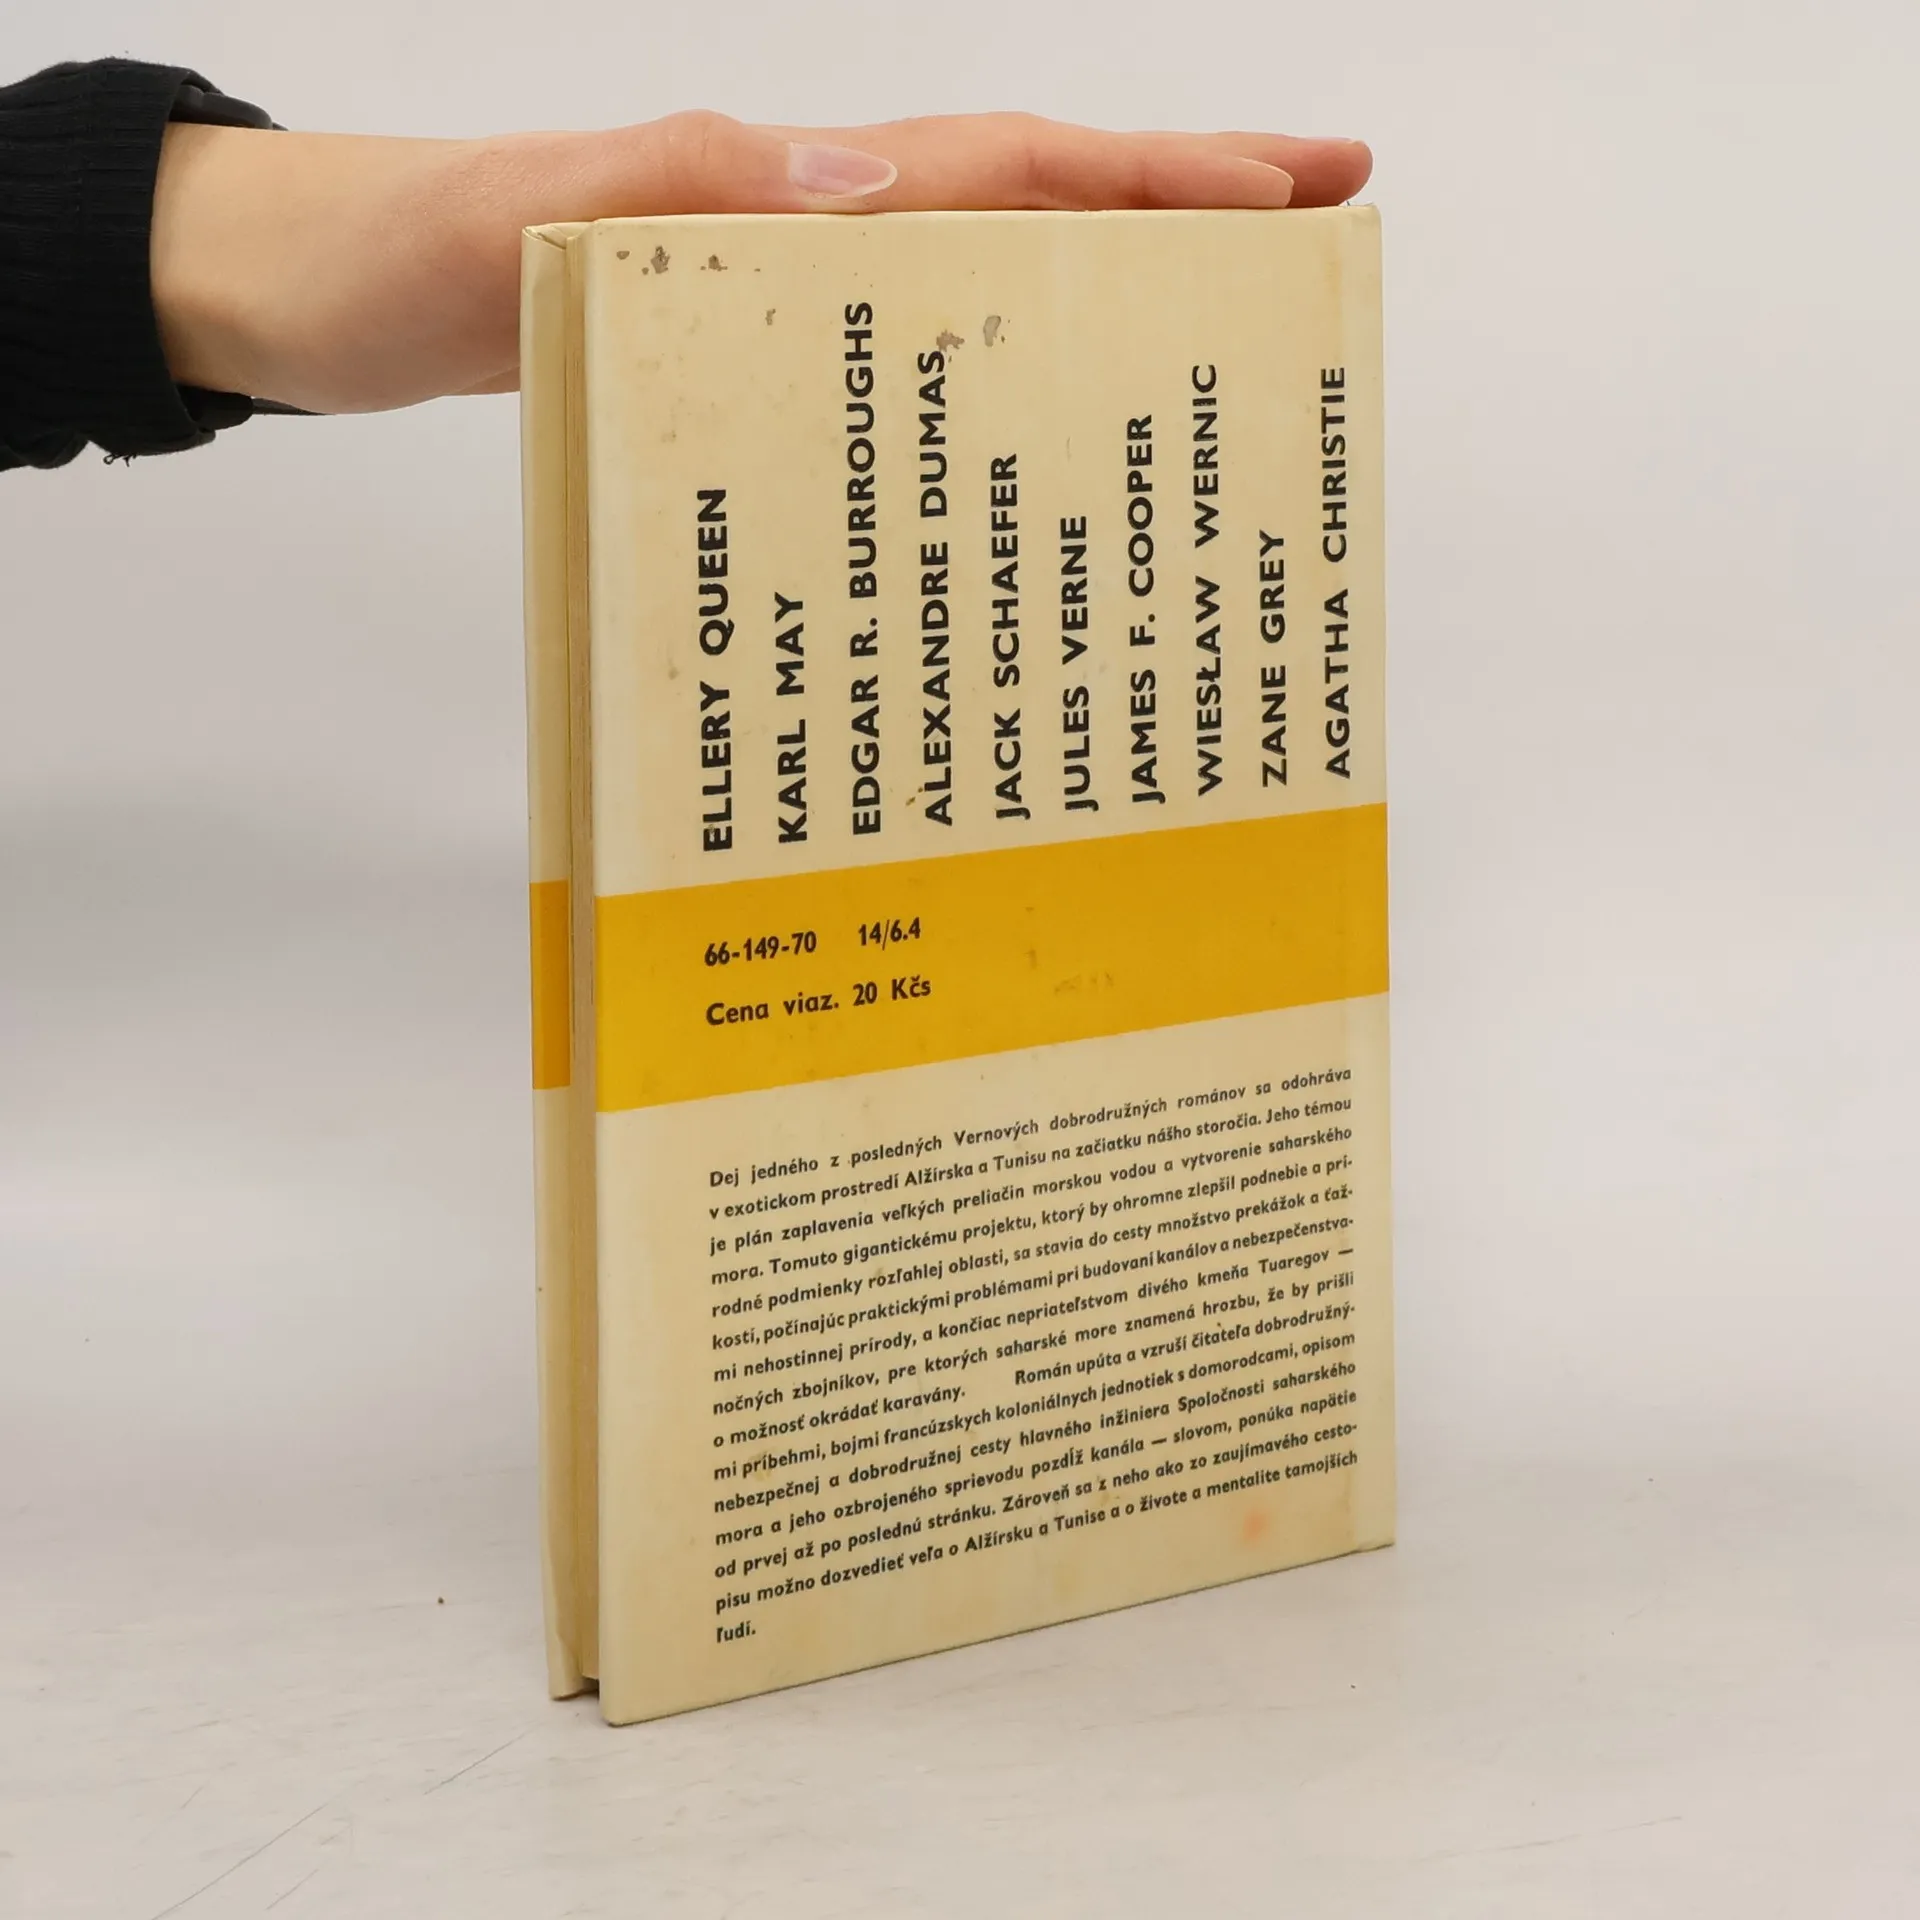 ELLERY QUEEN
KARL MAY
EDGAR R. BURROUGHS
ALEXANDRE DUMAS
JACK SCHAEFER
JULES VERNE
JAMES F. COOPER
WIESŁAW WERNIC
ZANE GREY
AGATHA CHRISTIE
66-149-70 14/6.4
Cena viaz. 20 Kčs
Dej jedného z posledných Vernových dobrodružných románov sa odohráva
v exotickom prostredí Alžírska a Tunisu na začiatku nášho storočia. Jeho témou
je plán zaplavenia veľkých preliačin morskou vodou a vytvorenie saharského
mora. Tomuto gigantickému projektu, ktorý by ohromne zlepšil podnebie a prí-
rodné podmienky rozľahlej oblasti, sa stavia do cesty množstvo prekážok a ťaž-
kostí, počínajúc praktickými problémami pri budovaní kanálov a nebezpečenstva-
mi nehostinnej prírody, a končiac nepriateľstvom divého kmeňa Tuaregov —
nočných zbojníkov, pre ktorých saharské more znamená hrozbu, že by prišli
o možnosť okrádať karavány. Román upúta a vzruší čitateľa dobrodružný-
mi príbehmi, bojmi francúzskych koloniálnych jednotiek s domorodcami, opisom
nebezpečnej a dobrodružnej cesty hlavného inžiniera Spoločnosti saharského
mora a jeho ozbrojeného sprievodu pozdĺž kanála — slovom, ponúka napätie
od prvej až po poslednú stránku. Zároveň sa z neho ako zo zaujímavého cesto-
pisu možno dozvedieť veľa o Alžírsku a Tunise a o živote a mentalite tamojších
ľudí.